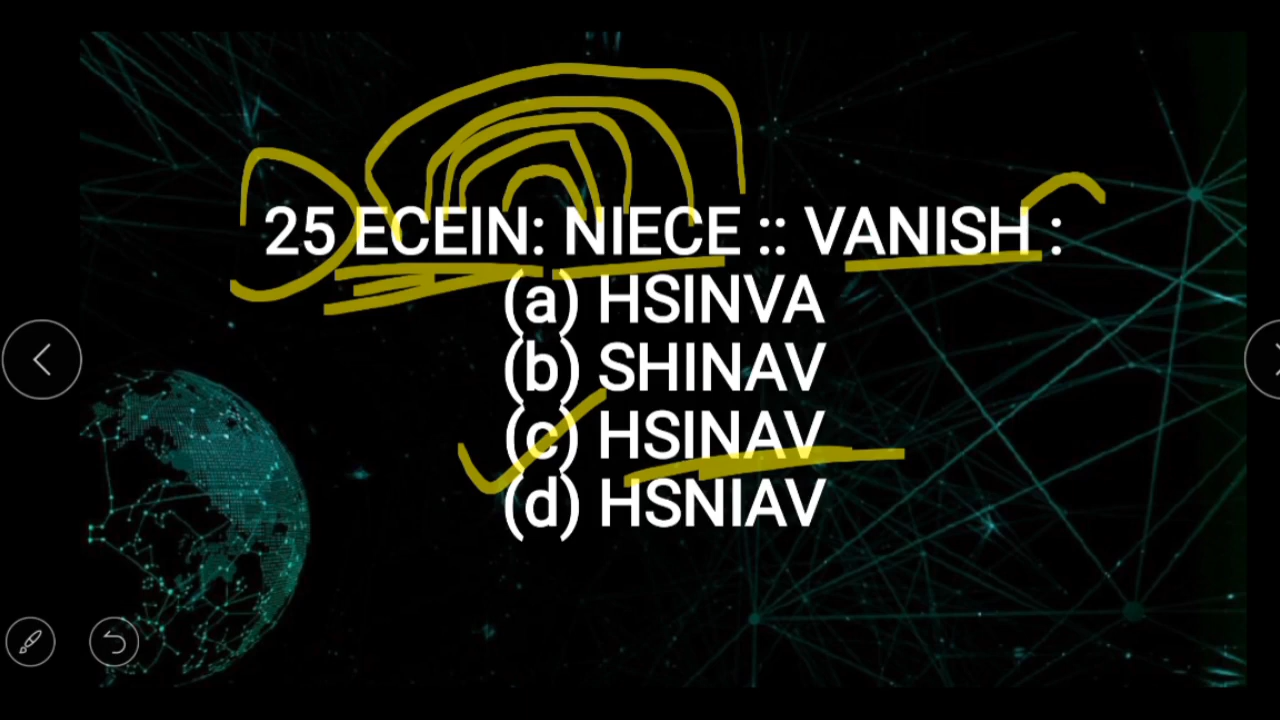 25 ECEIN: NIECE :: VANISH :
(a) HSINVA
(b) SHINAV
(c) HSINAV
(d) HSNIAV